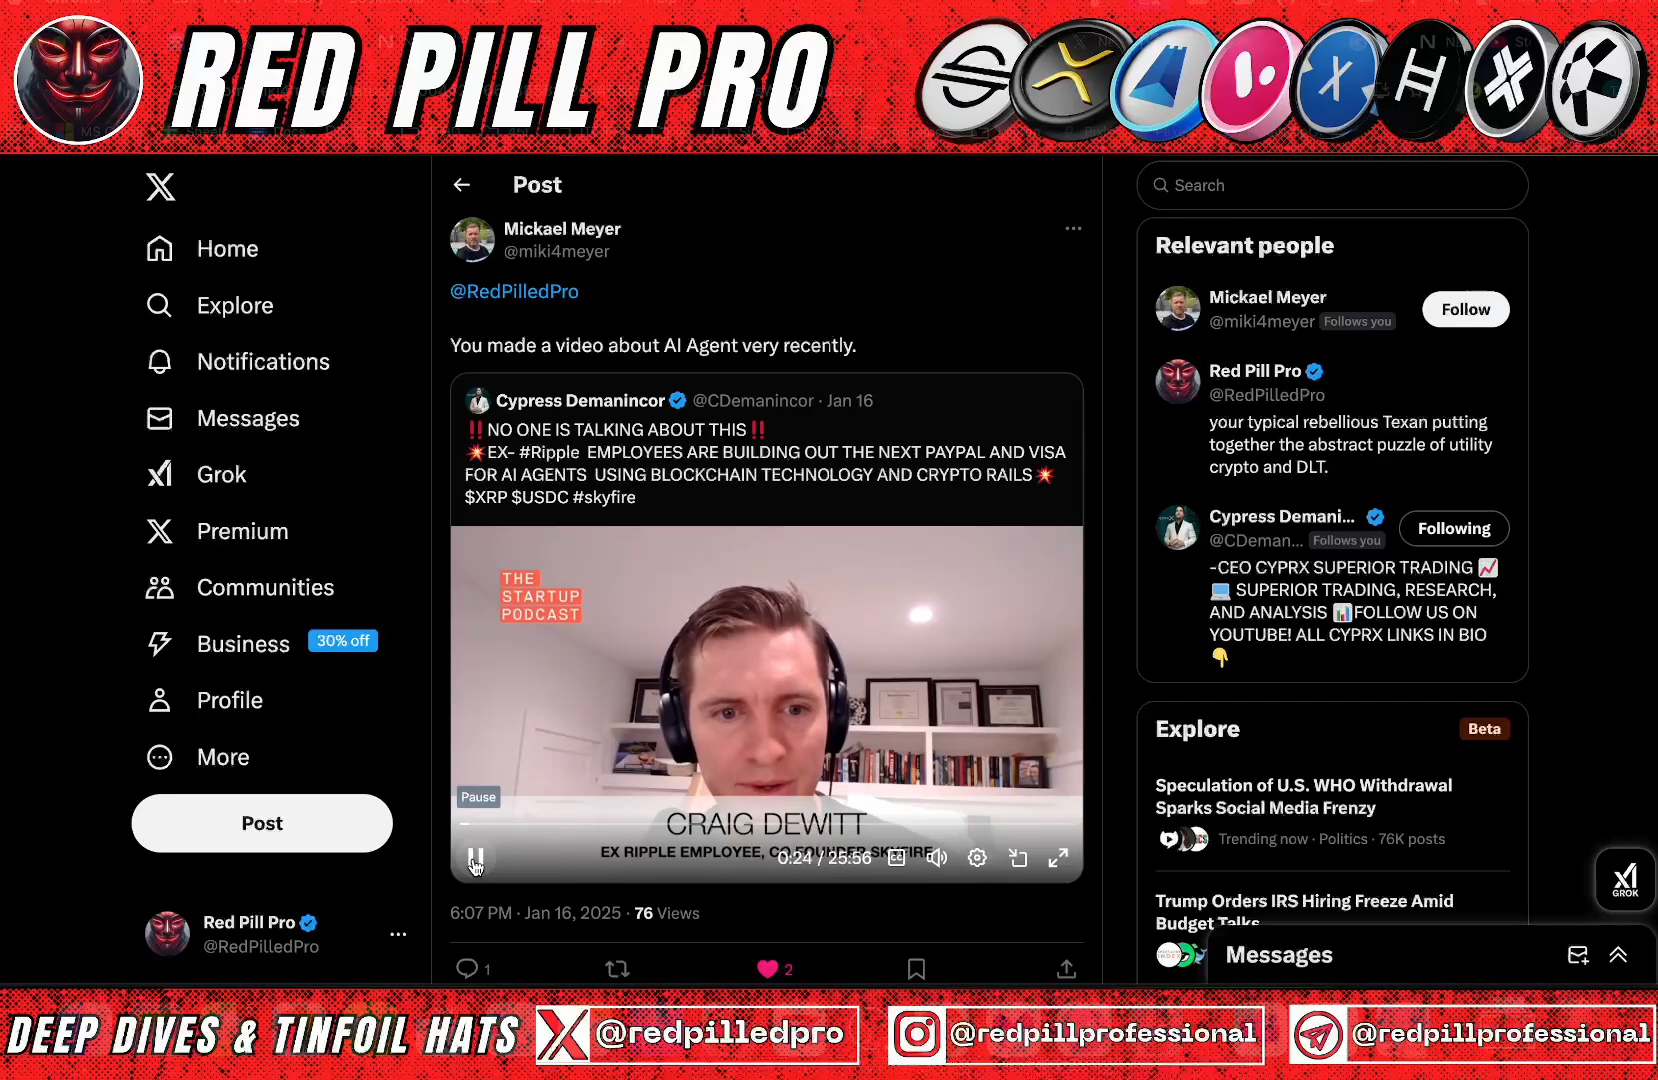 RED PILL PRO
Home
Explore
Notifications
Messages
Grok
Premium
Communities
Business 30% off
Profile
More
Post
Red Pill Pro
@RedPilledPro
Post
Mickael Meyer
@miki4meyer
@RedPilledPro
You made a video about AI Agent very recently.
Cypress Demanincor @CDemanincor · Jan 16
‼️NO ONE IS TALKING ABOUT THIS‼️
💥EX- #Ripple EMPLOYEES ARE BUILDING OUT THE NEXT PAYPAL AND VISA
FOR AI AGENTS USING BLOCKCHAIN TECHNOLOGY AND CRYPTO RAILS💥
$XRP $USDC #skyfire
THE
STARTUP
PODCAST
Pause
CRAIG DEWITT
EX RIPPLE EMPLOYEE, CO FOUNDER SKYFIRE
0:24 / 25:56
6:07 PM · Jan 16, 2025 · 76 Views
1
2
Search
Relevant people
Mickael Meyer
@miki4meyer Follows you
Follow
Red Pill Pro
@RedPilledPro
your typical rebellious Texan putting
together the abstract puzzle of utility
crypto and DLT.
Cypress Demani...
@CDeman... Follows you
Following
-CEO CYPRX SUPERIOR TRADING 📈
💻 SUPERIOR TRADING, RESEARCH,
AND ANALYSIS 📊FOLLOW US ON
YOUTUBE! ALL CYPRX LINKS IN BIO
👇
Explore Beta
Speculation of U.S. WHO Withdrawal
Sparks Social Media Frenzy
Trending now · Politics · 76K posts
Trump Orders IRS Hiring Freeze Amid
Budget Talks
GROK
Messages
DEEP DIVES & TINFOIL HATS
@redpilledpro
@redpillprofessional
@redpillprofessional